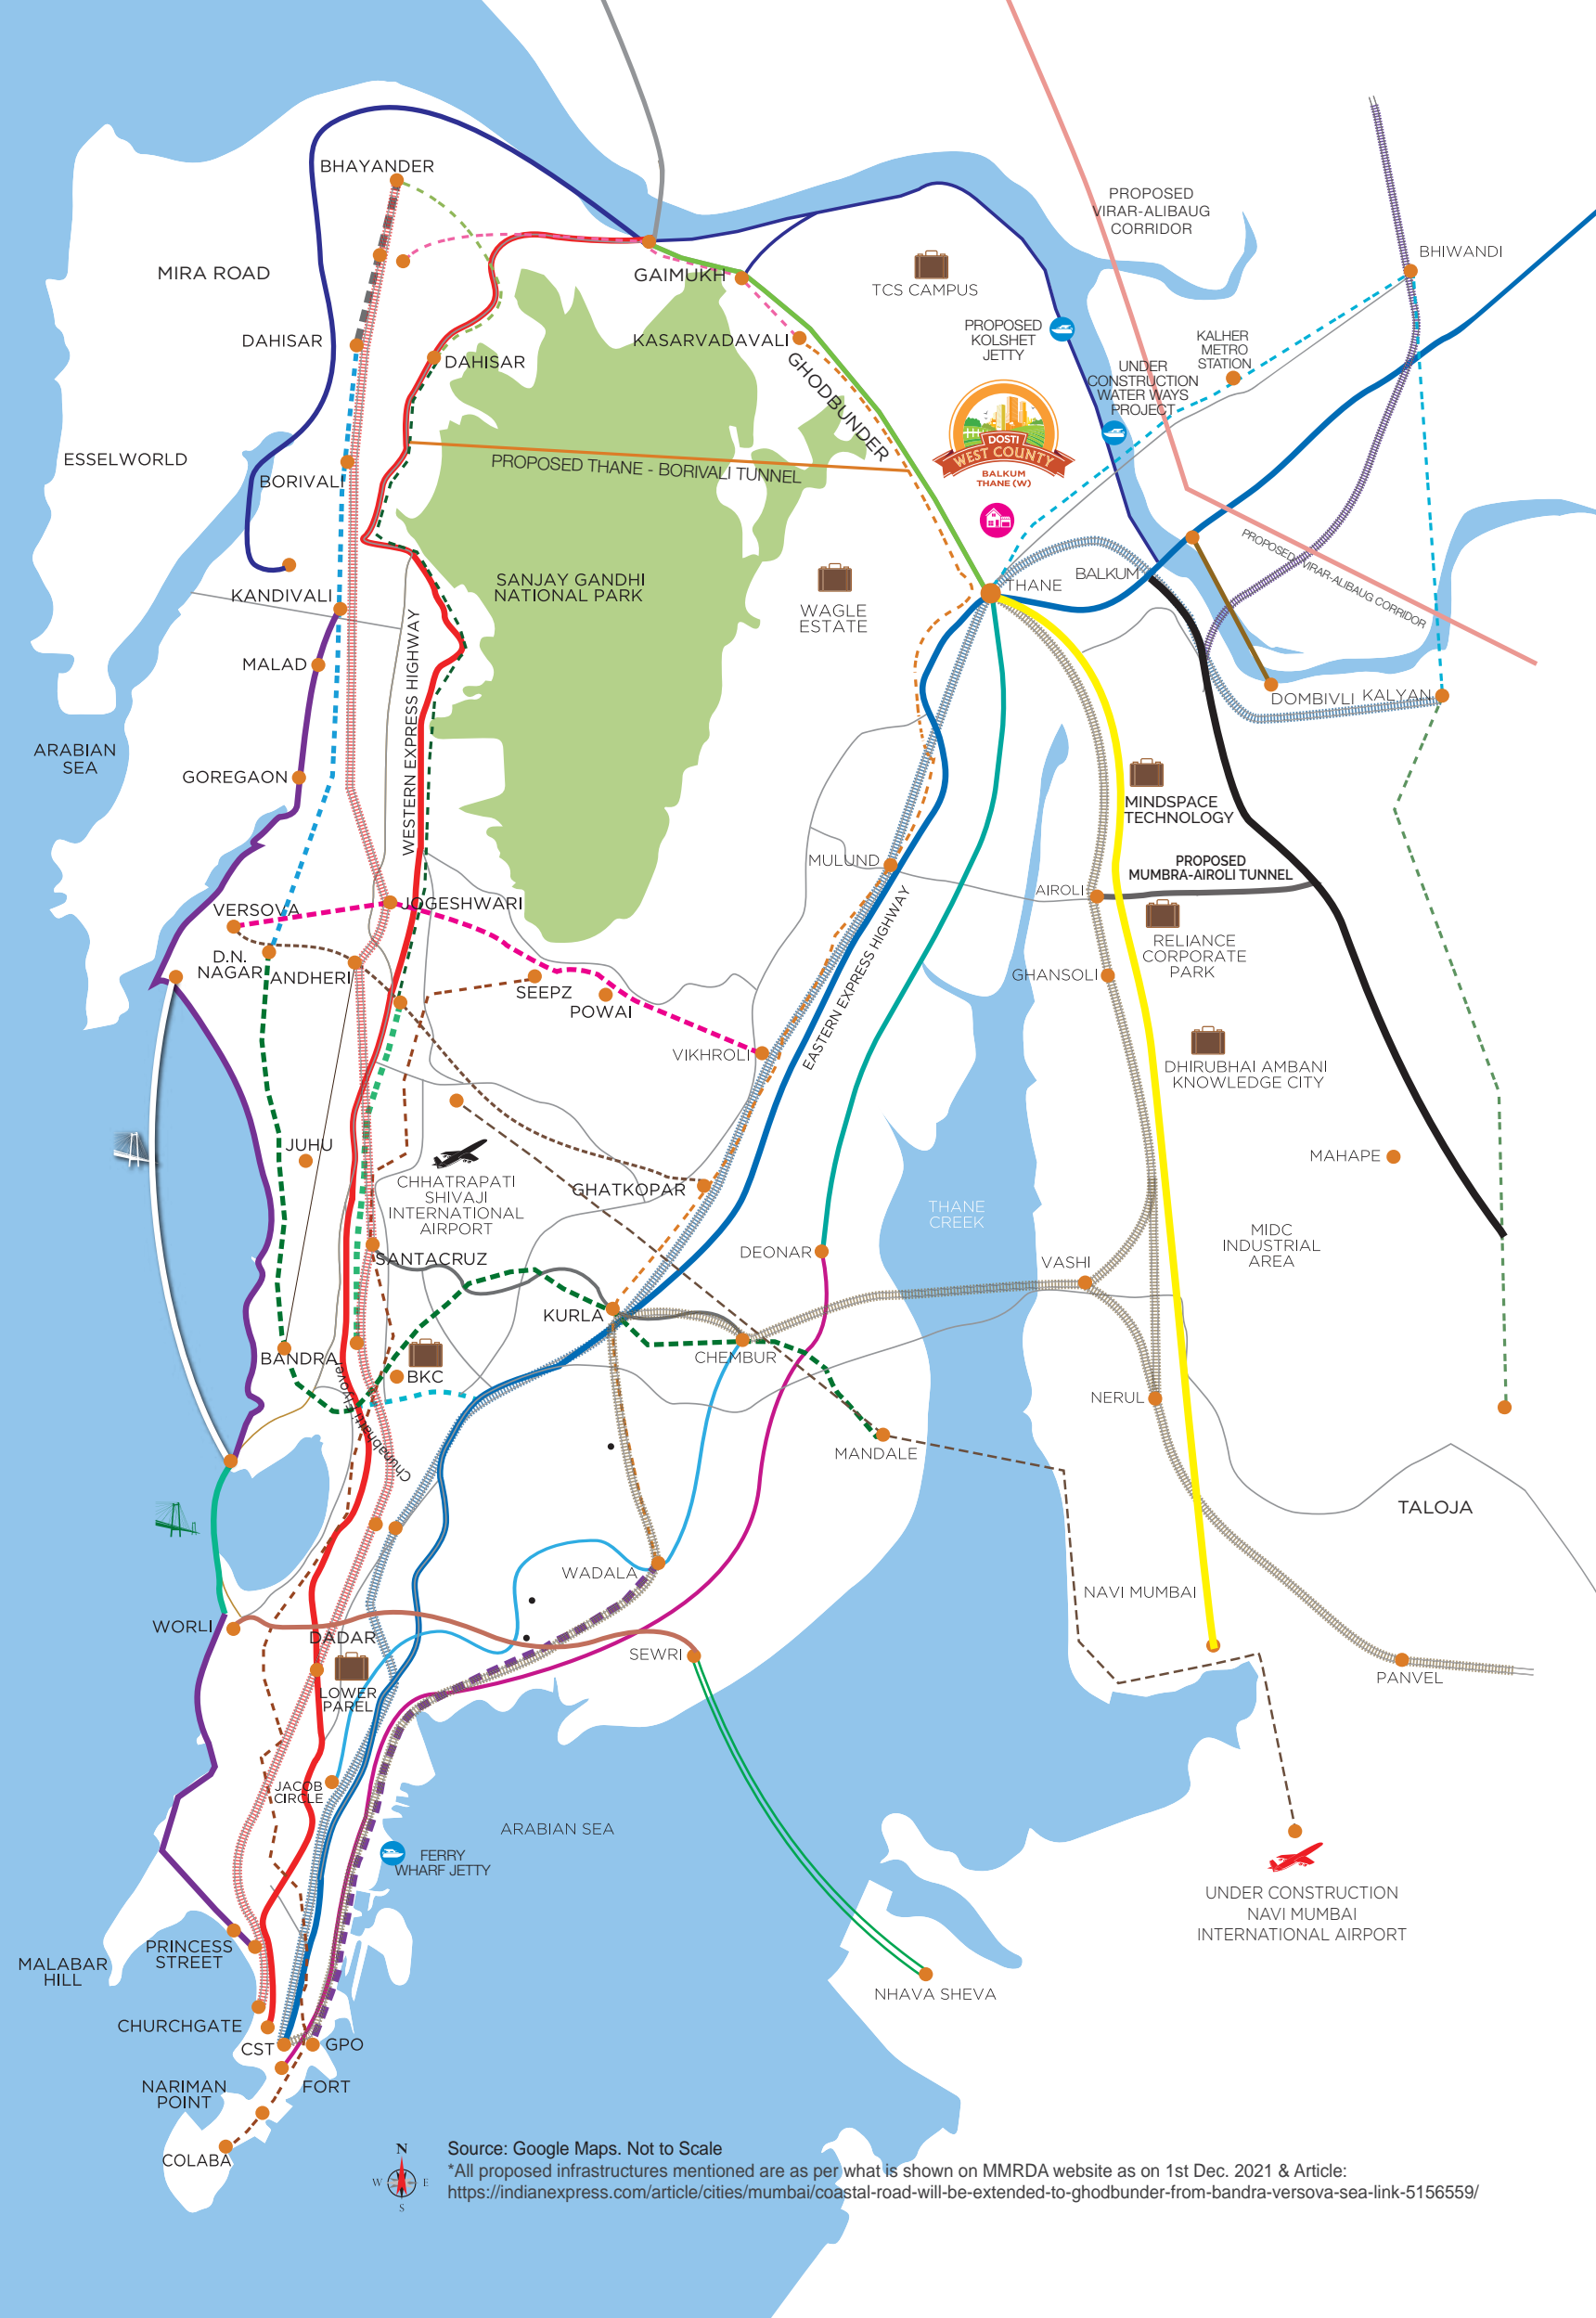 BHAYANDER
PROPOSED
VIRAR-ALIBAUG
CORRIDOR
BHIWANDI
MIRA ROAD
GAIMUKH
TCS CAMPUS
DAHISAR
DAHISAR
KASARVADAVALI
PROPOSED
KOLSHET
JETTY
KALHER
METRO
STATION
UNDER
CONSTRUCTION
WATER WAYS
PROJECT
GHODBUNDER
DOSTI
WEST COUNTY
BALKUM
THANE (W)
ESSELWORLD
BORIVALI
PROPOSED THANE - BORIVALI TUNNEL
PROPOSED VIRAR-ALIBAUG CORRIDOR
SANJAY GANDHI
NATIONAL PARK
KANDIVALI
WAGLE
ESTATE
THANE
BALKUM
WESTERN EXPRESS HIGHWAY
MALAD
DOMBIVLI
KALYAN
ARABIAN
SEA
GOREGAON
MINDSPACE
TECHNOLOGY
MULUND
PROPOSED
MUMBRA-AIROLI TUNNEL
AIROLI
VERSOVA
JOGESHWARI
EASTERN EXPRESS HIGHWAY
RELIANCE
CORPORATE
PARK
D.N.
NAGAR
ANDHERI
SEEPZ
POWAI
GHANSOLI
VIKHROLI
DHIRUBHAI AMBANI
KNOWLEDGE CITY
JUHU
MAHAPE
CHHATRAPATI
SHIVAJI
INTERNATIONAL
AIRPORT
GHATKOPAR
THANE
CREEK
MIDC
INDUSTRIAL
AREA
SANTACRUZ
DEONAR
VASHI
KURLA
BANDRA
BKC
CHEMBUR
NERUL
Chunabhatti Flyover
MANDALE
TALOJA
WADALA
NAVI MUMBAI
WORLI
DADAR
SEWRI
LOWER
PAREL
PANVEL
JACOB
CIRCLE
ARABIAN SEA
FERRY
WHARF JETTY
UNDER CONSTRUCTION
NAVI MUMBAI
INTERNATIONAL AIRPORT
PRINCESS
STREET
MALABAR
HILL
NHAVA SHEVA
CHURCHGATE
CST
GPO
NARIMAN
POINT
FORT
COLABA
N
W
E
S
Source: Google Maps. Not to Scale
*All proposed infrastructures mentioned are as per what is shown on MMRDA website as on 1st Dec. 2021 & Article:
https://indianexpress.com/article/cities/mumbai/coastal-road-will-be-extended-to-ghodbunder-from-bandra-versova-sea-link-5156559/